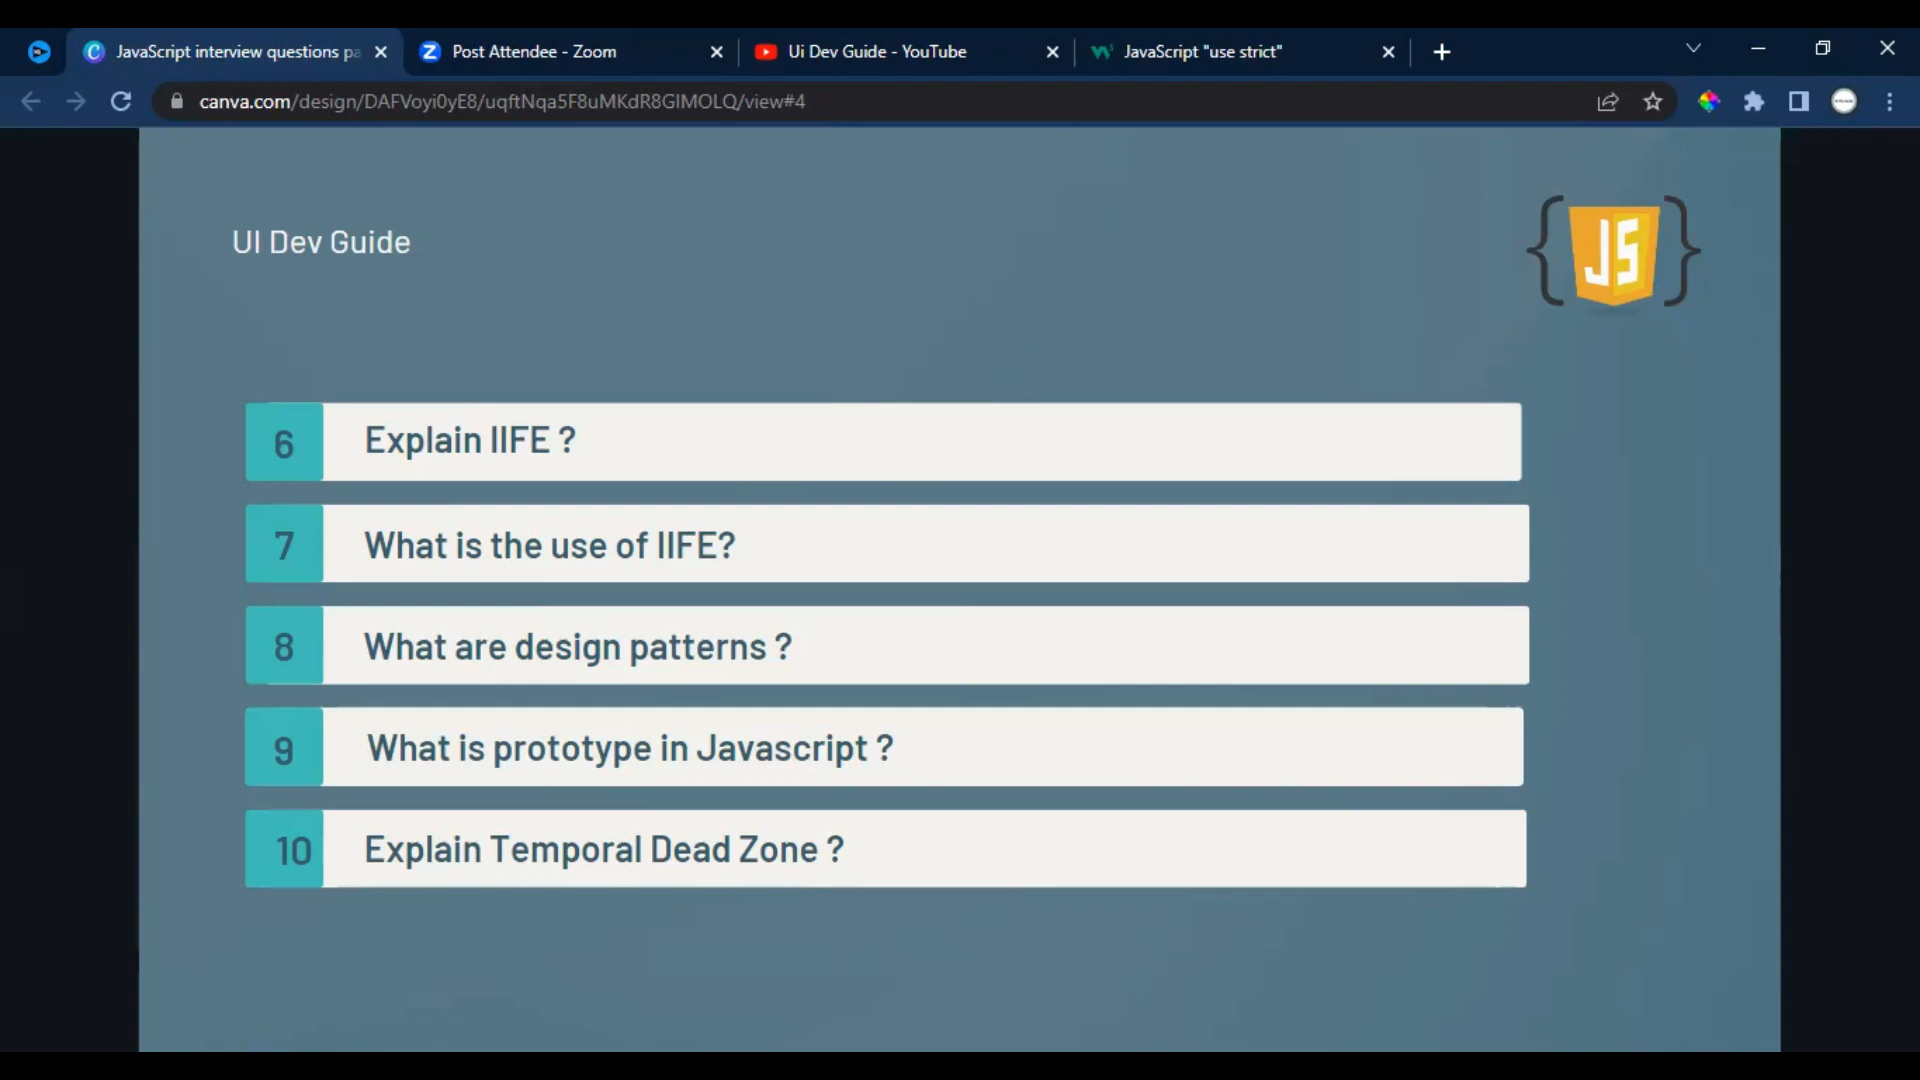 JavaScript interview questions pa
Post Attendee - Zoom
Ui Dev Guide - YouTube
JavaScript "use strict"
canva.com/design/DAFVoyi0yE8/uqftNqa5F8uMKdR8GlMOLQ/view#4
UI Dev Guide
JS
6 Explain IIFE ?
7 What is the use of IIFE?
8 What are design patterns ?
9 What is prototype in Javascript ?
10 Explain Temporal Dead Zone ?